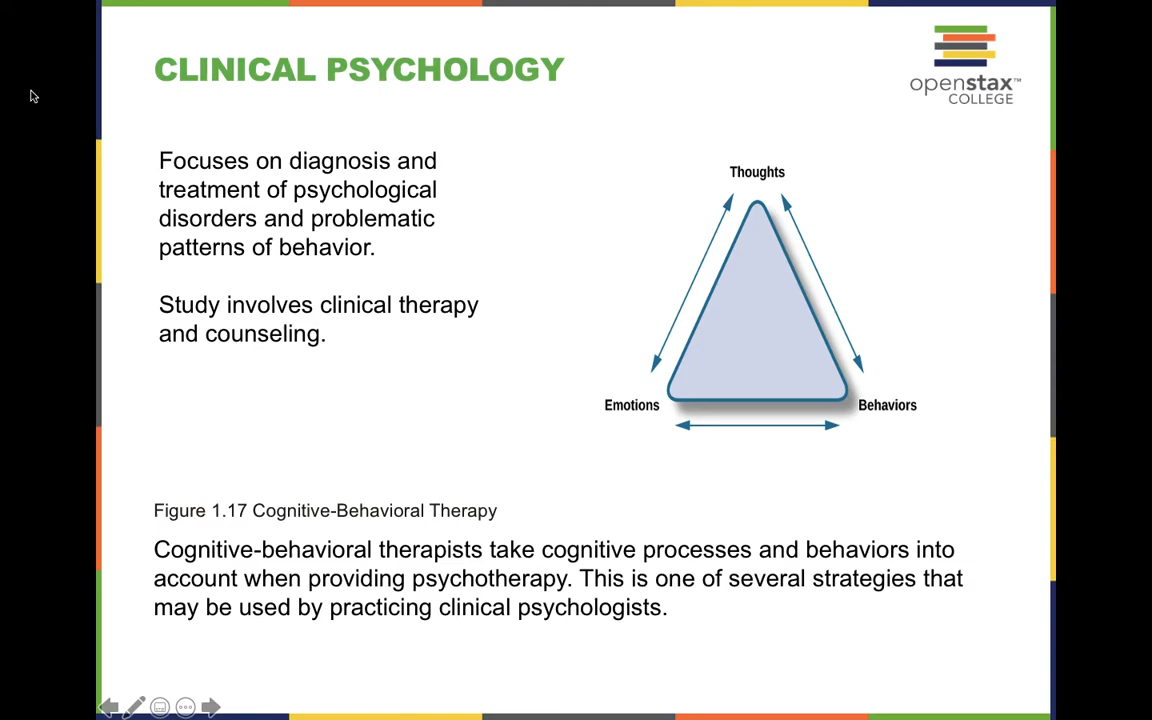 CLINICAL PSYCHOLOGY
openstax™
COLLEGE
Focuses on diagnosis and
treatment of psychological
disorders and problematic
patterns of behavior.
Study involves clinical therapy
and counseling.
Thoughts
Emotions
Behaviors
Figure 1.17 Cognitive-Behavioral Therapy
Cognitive-behavioral therapists take cognitive processes and behaviors into
account when providing psychotherapy. This is one of several strategies that
may be used by practicing clinical psychologists.